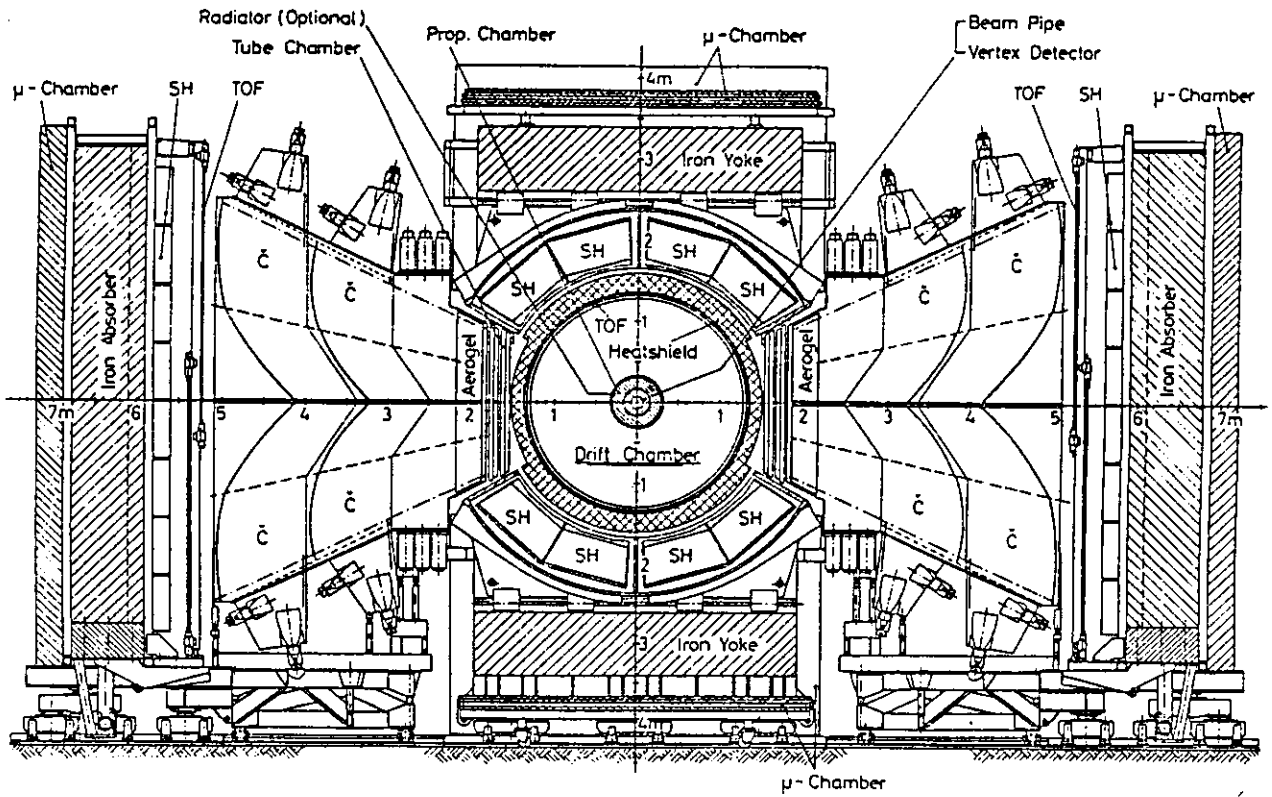 Radiator (Optional)
Tube Chamber
Prop. Chamber
μ-Chamber
Beam Pipe
Vertex Detector
μ-Chamber
SH
TOF
TOF
SH
μ-Chamber
4m
3
Iron Yoke
2
SH
SH
SH
SH
Č
Č
Č
Č
Iron Absorber
Aerogel
TOF
1
Heatshield
Aerogel
Iron Absorber
7m
6
5
4
3
2
1
1
2
3
4
5
6
7m
Drift Chamber
1
Č
Č
Č
Č
SH
SH
SH
SH
2
3
Iron Yoke
4m
μ-Chamber